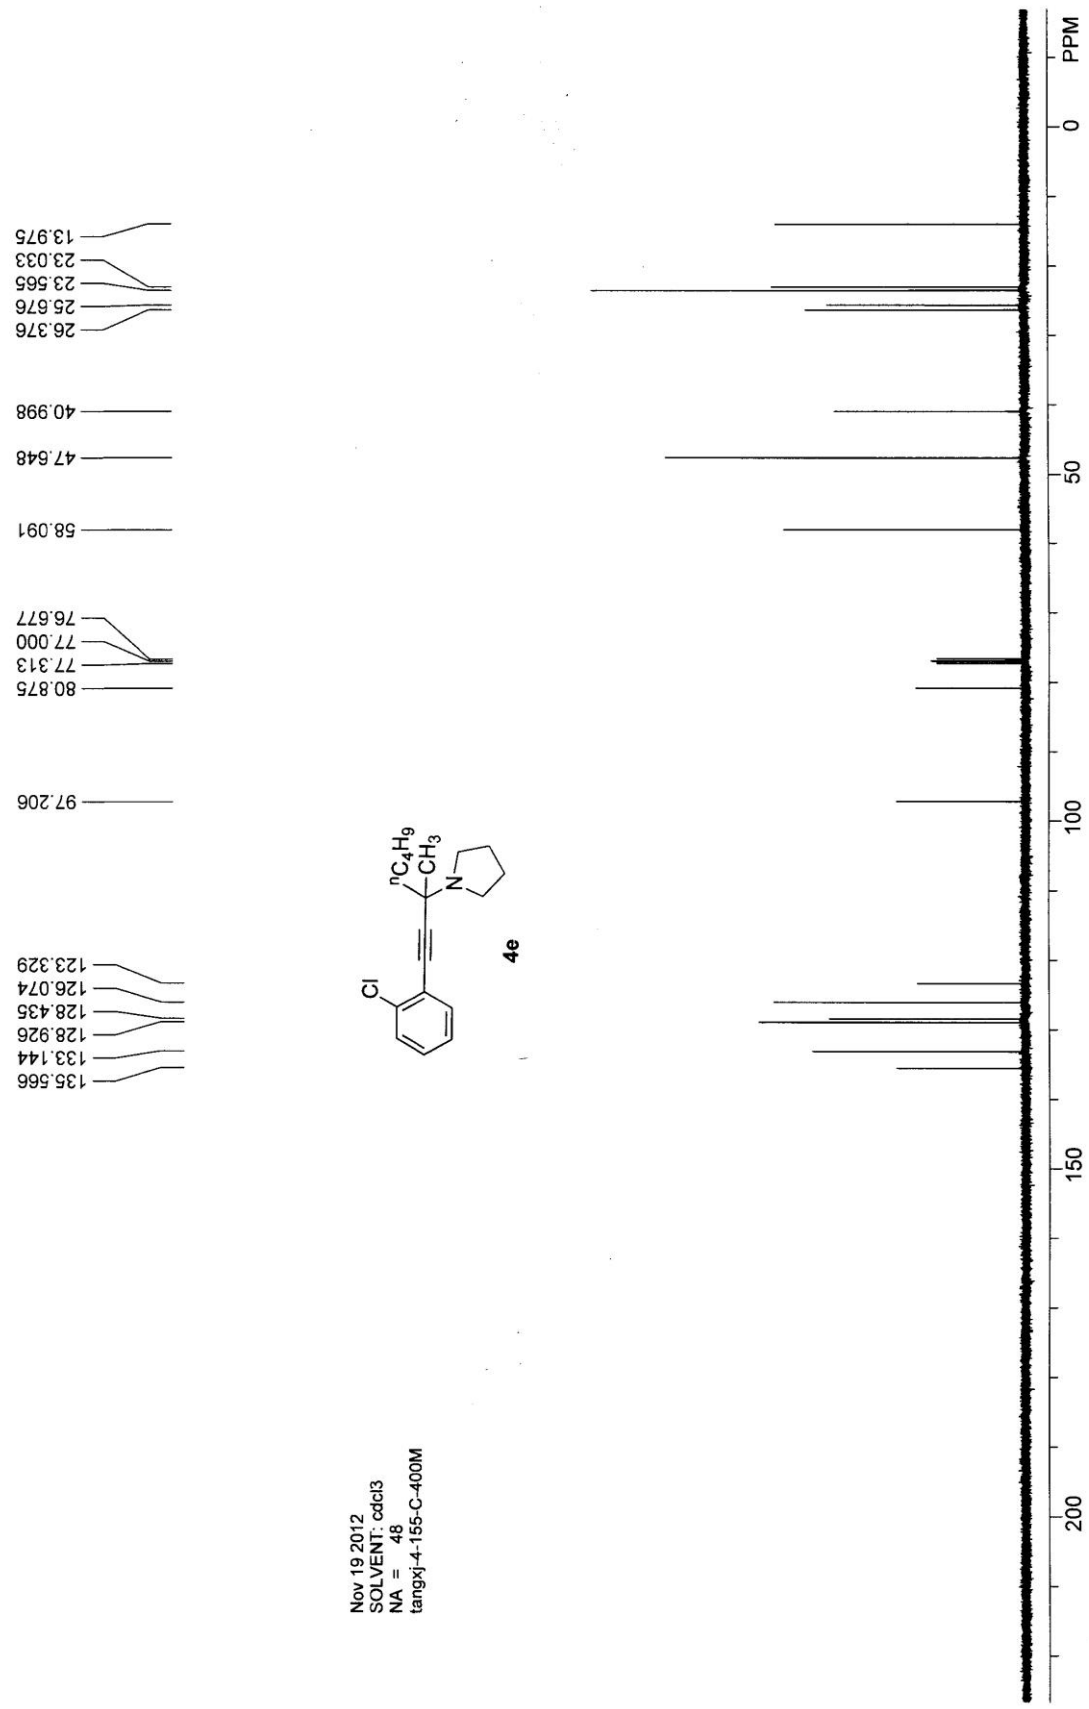 135.566
133.144
128.926
128.435
126.074
123.329
97.206
80.875
77.313
77.000
76.677
58.091
47.648
40.998
26.376
25.676
23.565
23.033
13.975
Nov 19 2012
SOLVENT: cdcl3
NA = 48
tangxj-4-155-C-400M
Cl
nC4H9
CH3
N
4e
200
150
100
50
0
PPM